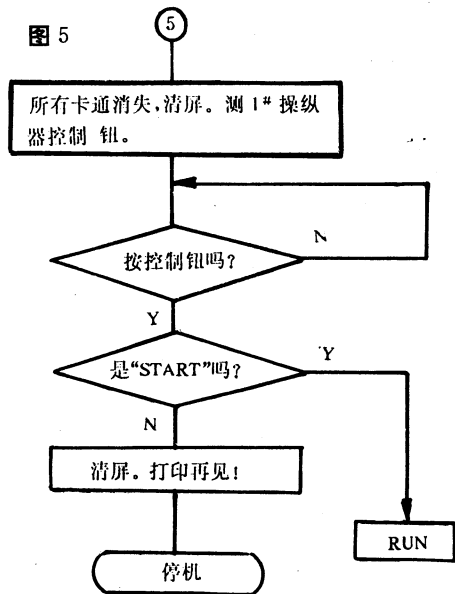 图 5
5
所有卡通消失,清屏。测 1# 操纵
器控制 钮。
按控制钮吗?
N
Y
是“START”吗?
Y
N
清屏。打印再见!
RUN
停机